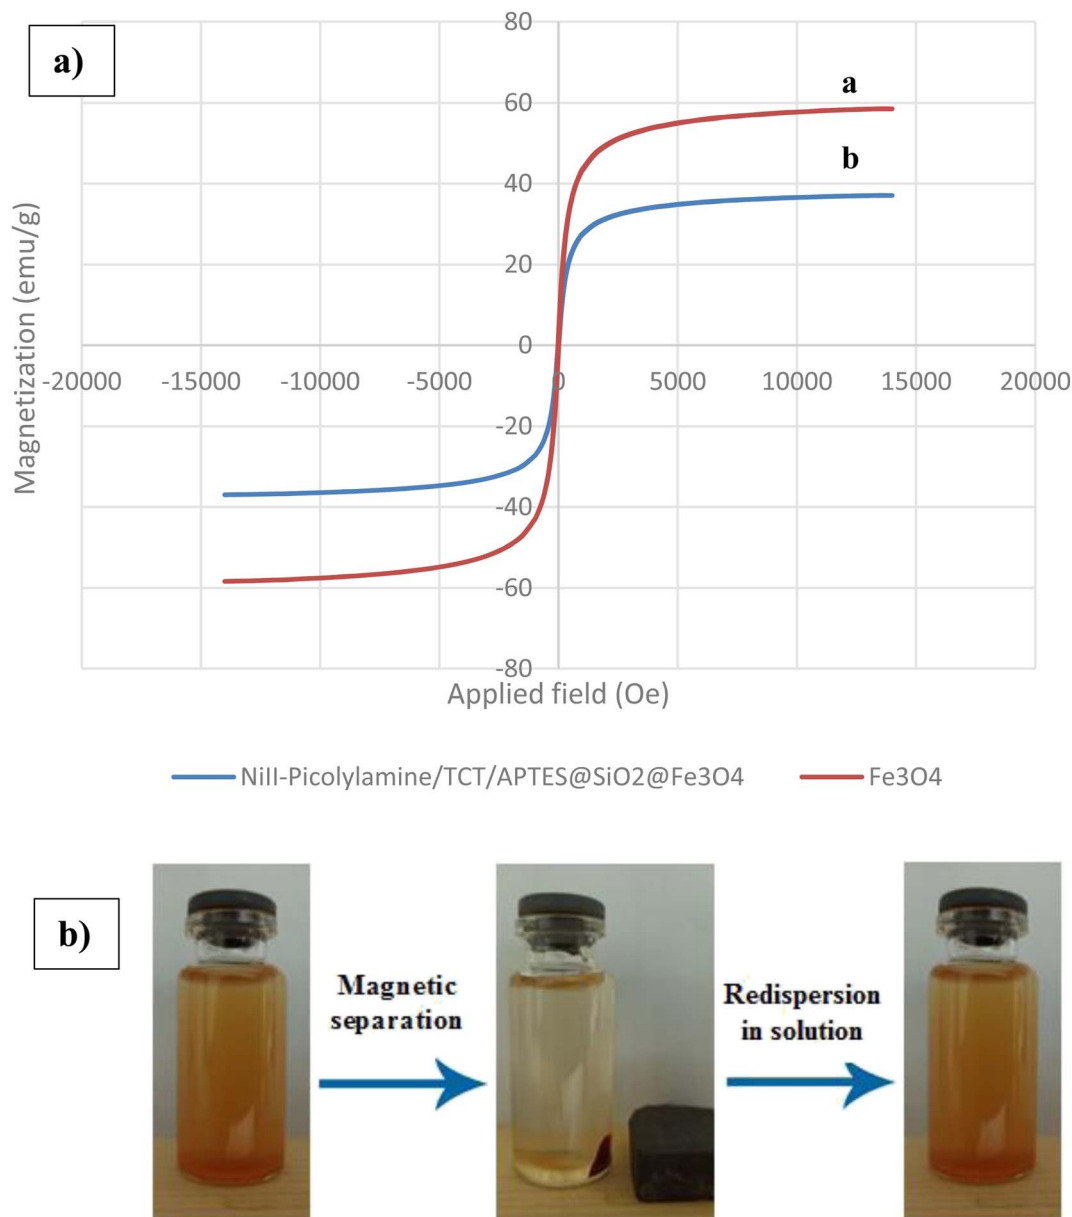 a)
80
60
40
20
0
-20
-40
-60
-80
-20000 -15000 -10000 -5000 0 5000 10000 15000 20000
Magnetization (emu/g)
Applied field (Oe)
a
b
NiII-Picolylamine/TCT/APTES@SiO2@Fe3O4 Fe3O4
b)
Magnetic
separation
Redispersion
in solution